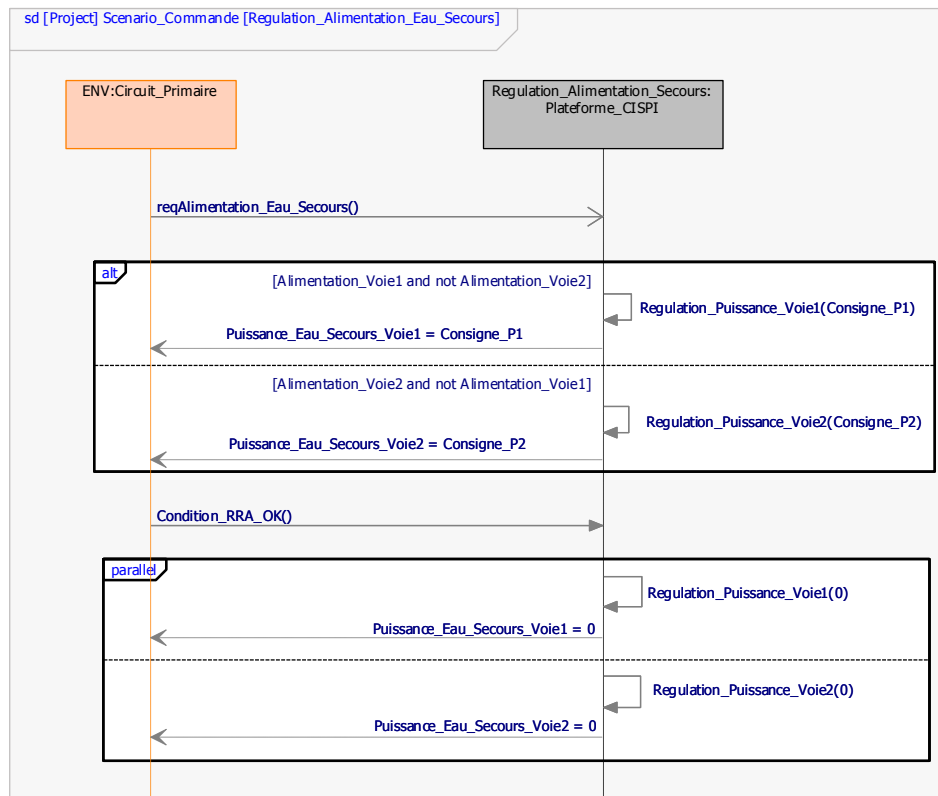 sd [Project] Scenario_Commande [Regulation_Alimentation_Eau_Secours]
ENV:Circuit_Primaire
Regulation_Alimentation_Secours:
Plateforme_CISPI
reqAlimentation_Eau_Secours()
alt
[Alimentation_Voie1 and not Alimentation_Voie2]
Regulation_Puissance_Voie1(Consigne_P1)
Puissance_Eau_Secours_Voie1 = Consigne_P1
[Alimentation_Voie2 and not Alimentation_Voie1]
Regulation_Puissance_Voie2(Consigne_P2)
Puissance_Eau_Secours_Voie2 = Consigne_P2
Condition_RRA_OK()
parallel
Regulation_Puissance_Voie1(0)
Puissance_Eau_Secours_Voie1 = 0
Regulation_Puissance_Voie2(0)
Puissance_Eau_Secours_Voie2 = 0